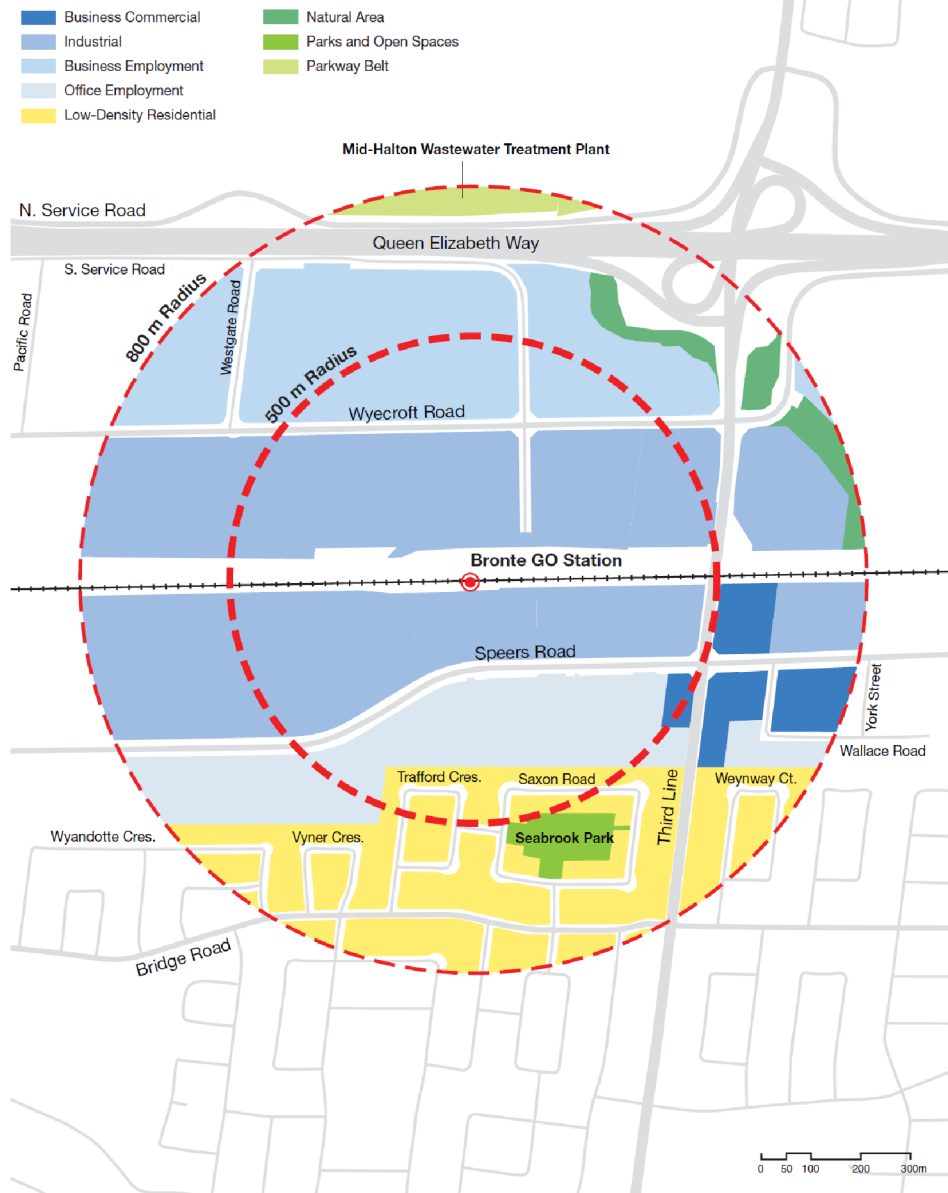 Business Commercial
Industrial
Business Employment
Office Employment
Low-Density Residential
Natural Area
Parks and Open Spaces
Parkway Belt
Mid-Halton Wastewater Treatment Plant
N. Service Road
Queen Elizabeth Way
S. Service Road
Pacific Road
800 m Radius
Westgate Road
500 m Radius
Wyecroft Road
Bronte GO Station
Speers Road
York Street
Wallace Road
Trafford Cres.
Saxon Road
Third Line
Weynway Ct.
Wyandotte Cres.
Vyner Cres.
Seabrook Park
Bridge Road
0 50 100 200 300m